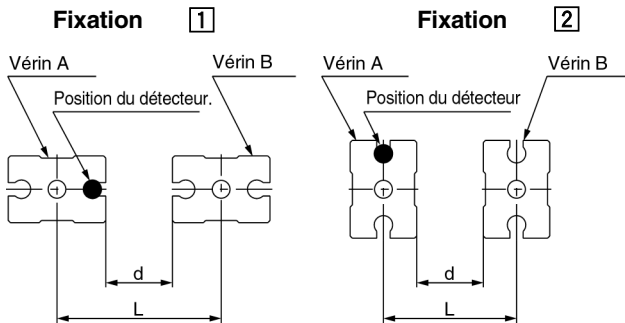 Fixation 1
Vérin A
Vérin B
Position du détecteur.
d
L
Fixation 2
Vérin A
Vérin B
Position du détecteur
d
L